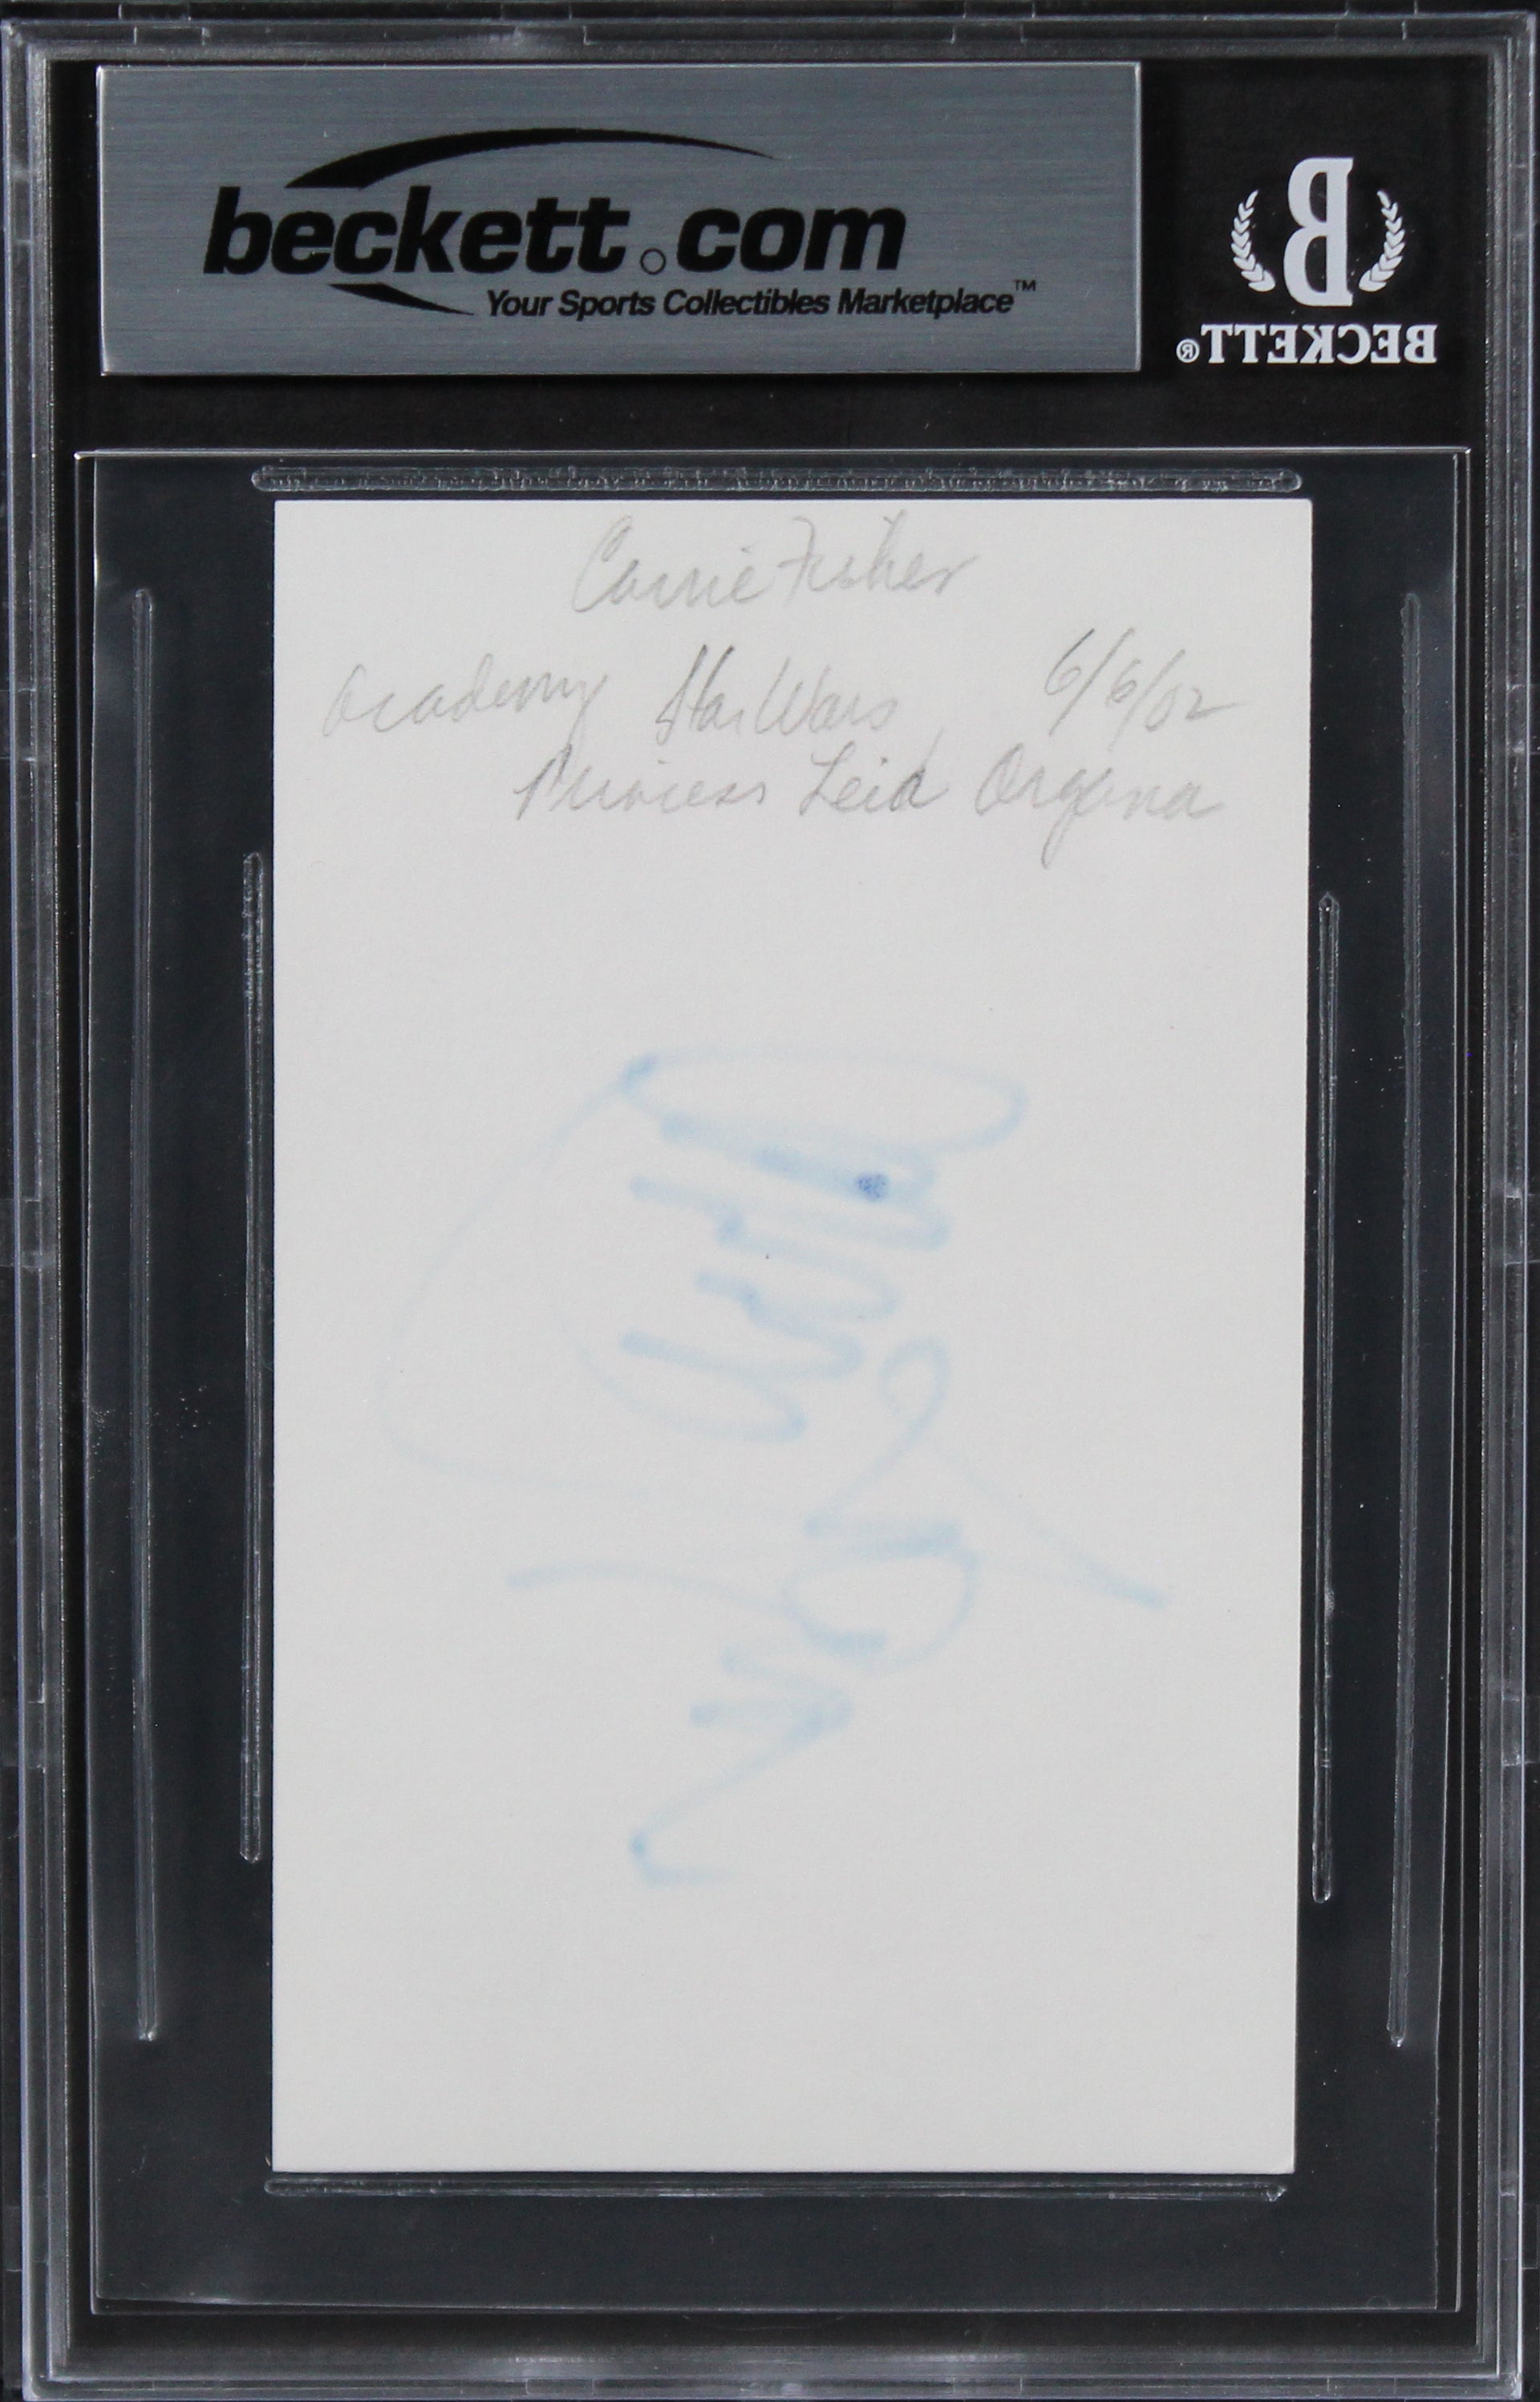 beckett.com
Your Sports Collectibles Marketplace™
B
BECKETT®
Carrie Fisher
Academy Star Wars 6/6/02
Princess Leia Organa